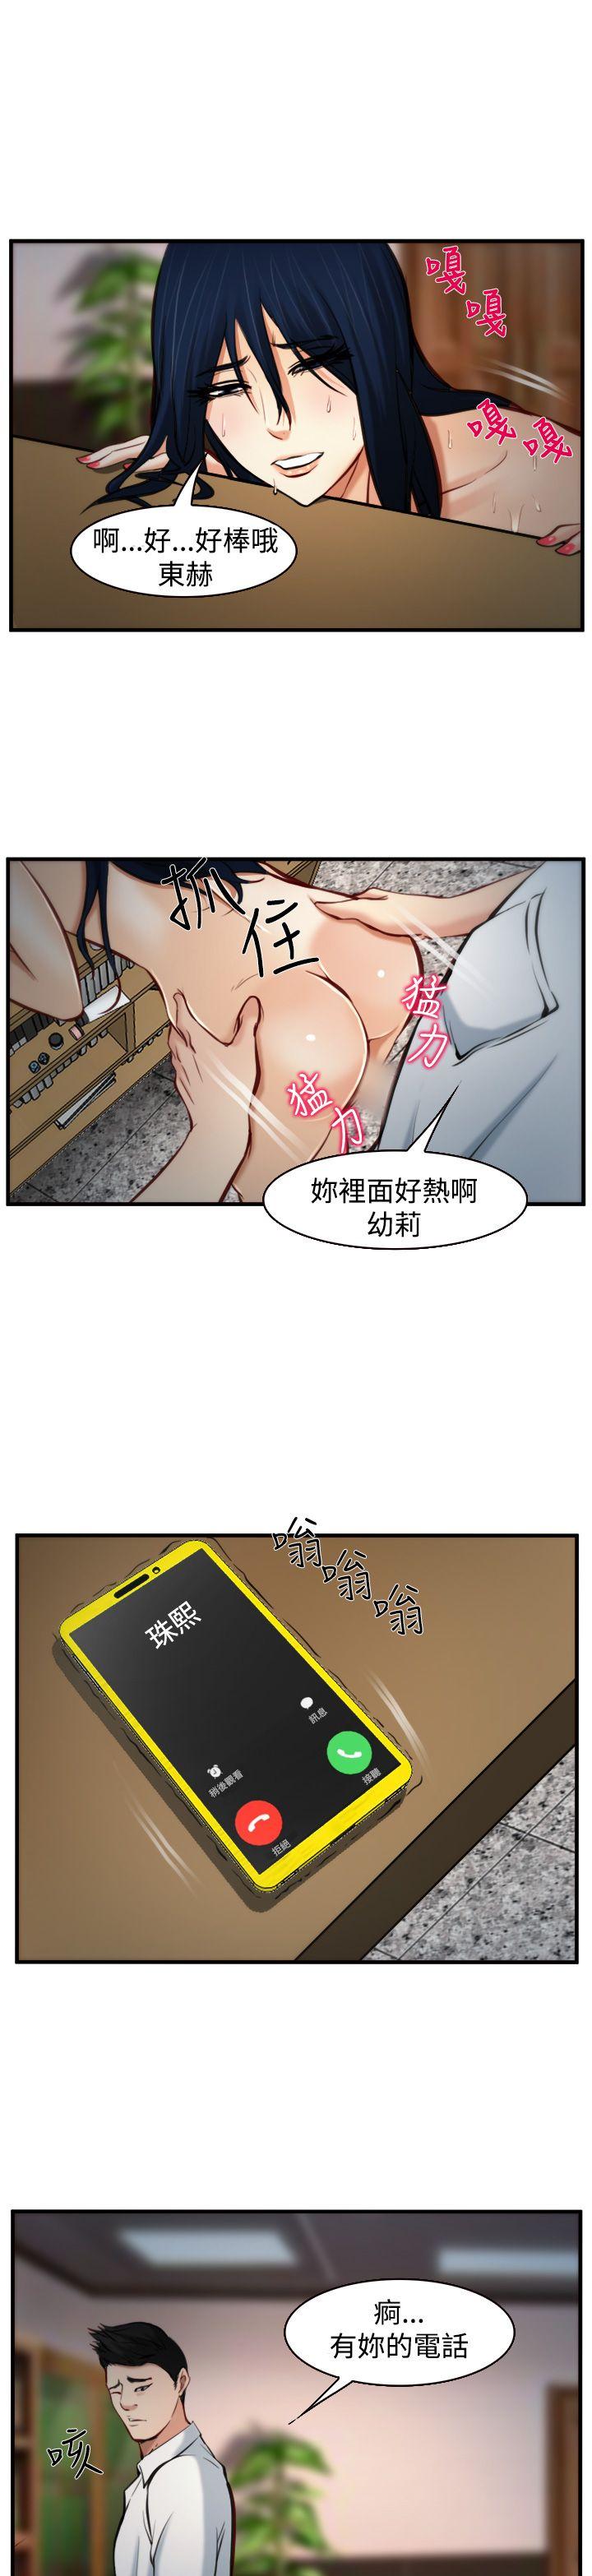 嘎
嘎
嘎嘎
啊...好...好棒哦
東赫
抓
住
猛
力
猛
力
妳裡面好熱啊
幼莉
嗡
嗡
嗡
珠熙
訊息
稍後觀看
接聽
拒絕
痾...
有妳的電話
咳